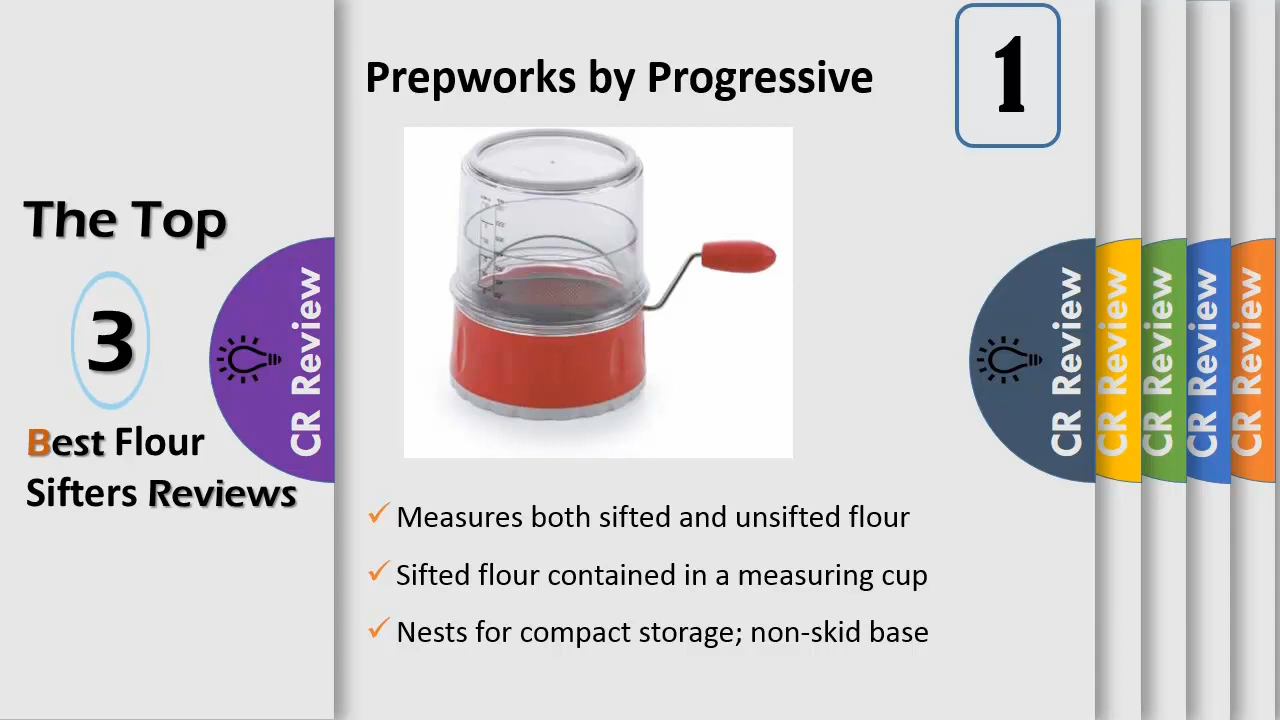 The Top
3
Best Flour
Sifters Reviews
CR Review
Prepworks by Progressive
1
Measures both sifted and unsifted flour
Sifted flour contained in a measuring cup
Nests for compact storage; non-skid base
CR Review
CR Review
CR Review
CR Review
CR Review